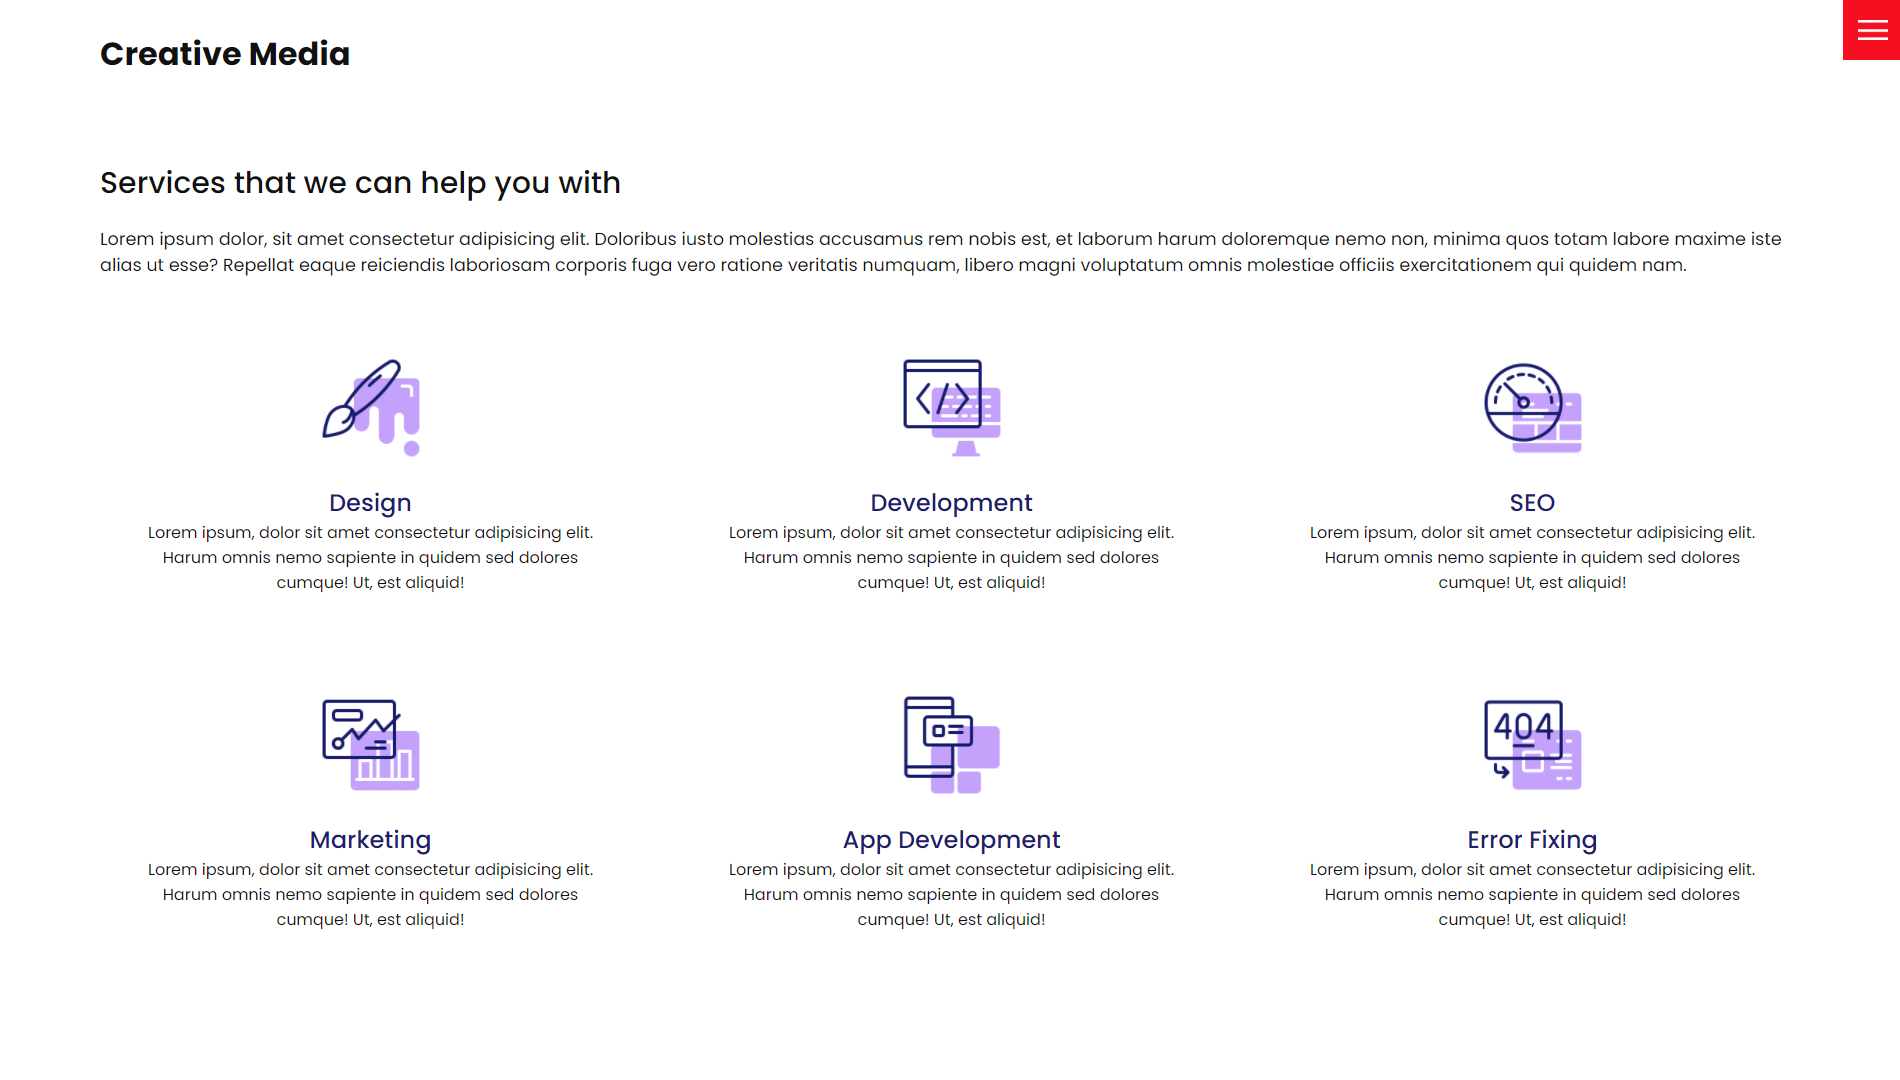 Creative Media
Services that we can help you with
Lorem ipsum dolor, sit amet consectetur adipisicing elit. Doloribus iusto molestias accusamus rem nobis est, et laborum harum doloremque nemo non, minima quos totam labore maxime iste
alias ut esse? Repellat eaque reiciendis laboriosam corporis fuga vero ratione veritatis numquam, libero magni voluptatum omnis molestiae officiis exercitationem qui quidem nam.
Design
Lorem ipsum, dolor sit amet consectetur adipisicing elit.
Harum omnis nemo sapiente in quidem sed dolores
cumque! Ut, est aliquid!
</>
Development
Lorem ipsum, dolor sit amet consectetur adipisicing elit.
Harum omnis nemo sapiente in quidem sed dolores
cumque! Ut, est aliquid!
SEO
Lorem ipsum, dolor sit amet consectetur adipisicing elit.
Harum omnis nemo sapiente in quidem sed dolores
cumque! Ut, est aliquid!
Marketing
Lorem ipsum, dolor sit amet consectetur adipisicing elit.
Harum omnis nemo sapiente in quidem sed dolores
cumque! Ut, est aliquid!
App Development
Lorem ipsum, dolor sit amet consectetur adipisicing elit.
Harum omnis nemo sapiente in quidem sed dolores
cumque! Ut, est aliquid!
404
Error Fixing
Lorem ipsum, dolor sit amet consectetur adipisicing elit.
Harum omnis nemo sapiente in quidem sed dolores
cumque! Ut, est aliquid!